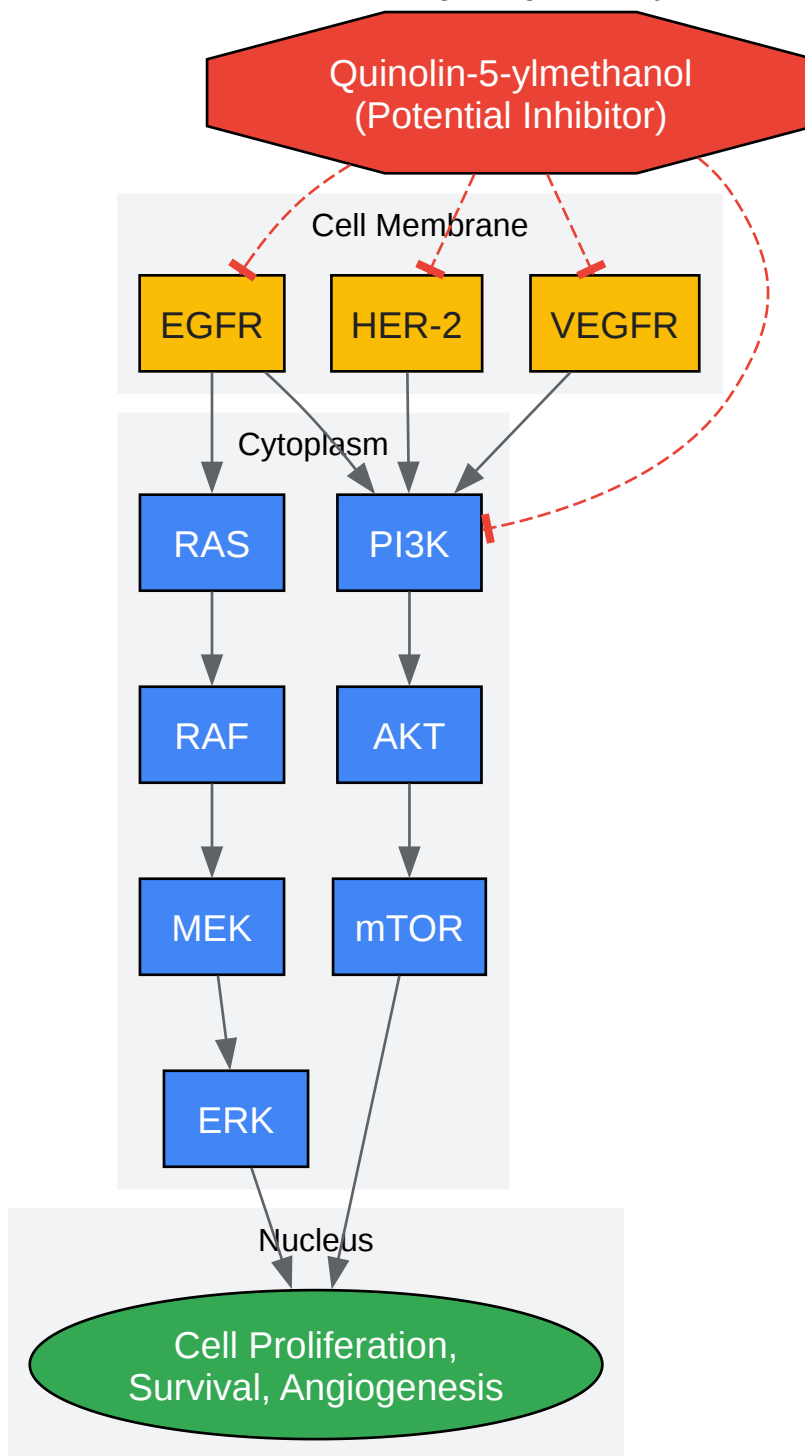 Quinolin-5-ylmethanol
(Potential Inhibitor)
Cell Membrane
EGFR
HER-2
VEGFR
Cytoplasm
RAS
PI3K
RAF
AKT
MEK
mTOR
ERK
Nucleus
Cell Proliferation,
Survival, Angiogenesis